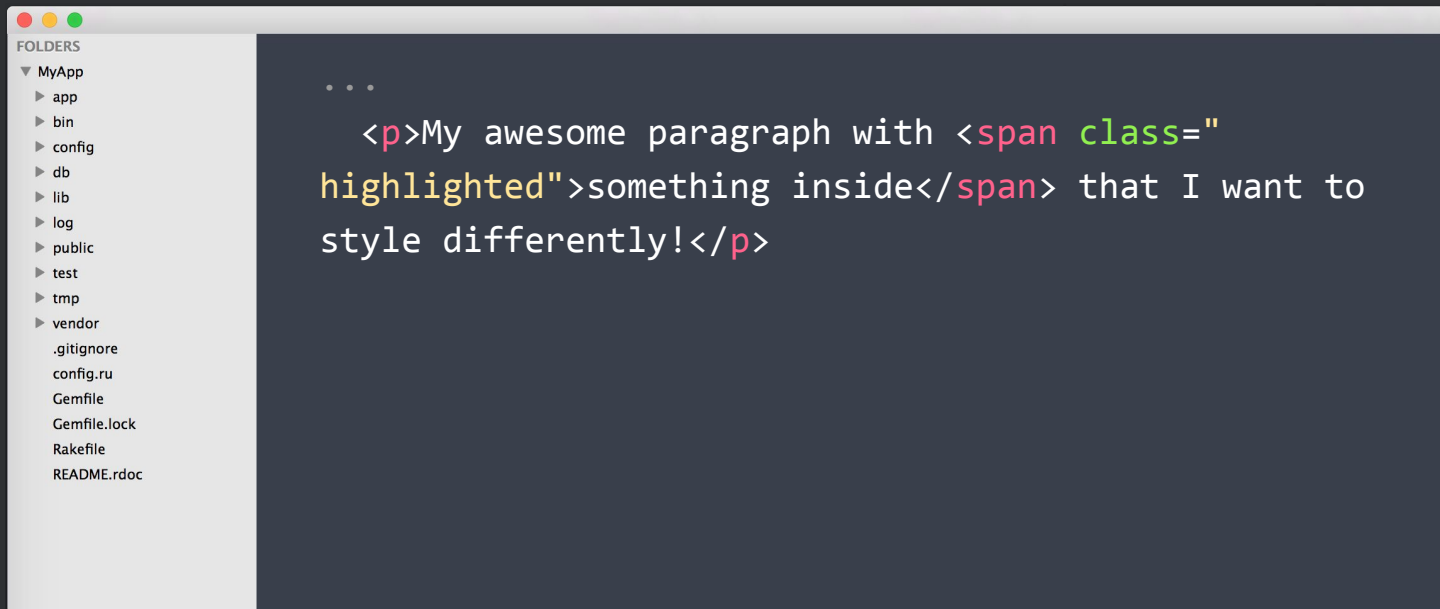 FOLDERS
MyApp
app
bin
config
db
lib
log
public
test
tmp
vendor
.gitignore
config.ru
Gemfile
Gemfile.lock
Rakefile
README.rdoc
...
<p>My awesome paragraph with <span class="
highlighted">something inside</span> that I want to
style differently!</p>